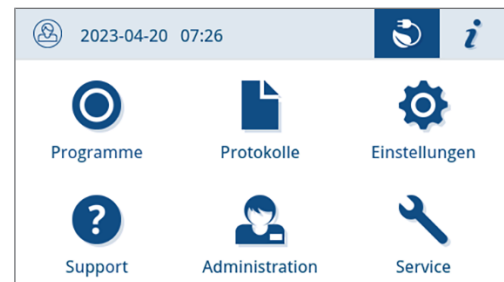 2023-04-20 07:26 i
Programme Protokolle Einstellungen
?
Support Administration Service